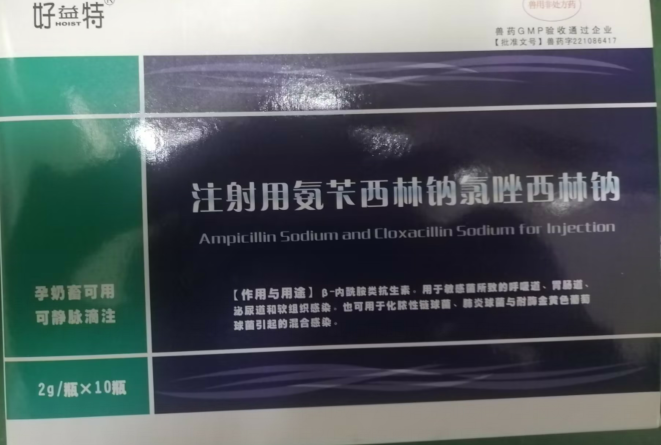 好益特
HOIST
兽用非处方药
兽药GMP验收通过企业
【批准文号】兽药字221086417
注射用氨苄西林钠氯唑西林钠
Ampicillin Sodium and Cloxacillin Sodium for Injection
孕奶畜可用
可静脉滴注
【作用与用途】β-内酰胺类抗生素，用于敏感菌所致的呼吸道、胃肠道、
泌尿道和软组织感染，也可用于化脓性链球菌、肺炎球菌与耐酶金黄色葡萄
球菌引起的混合感染。
2g/瓶×10瓶